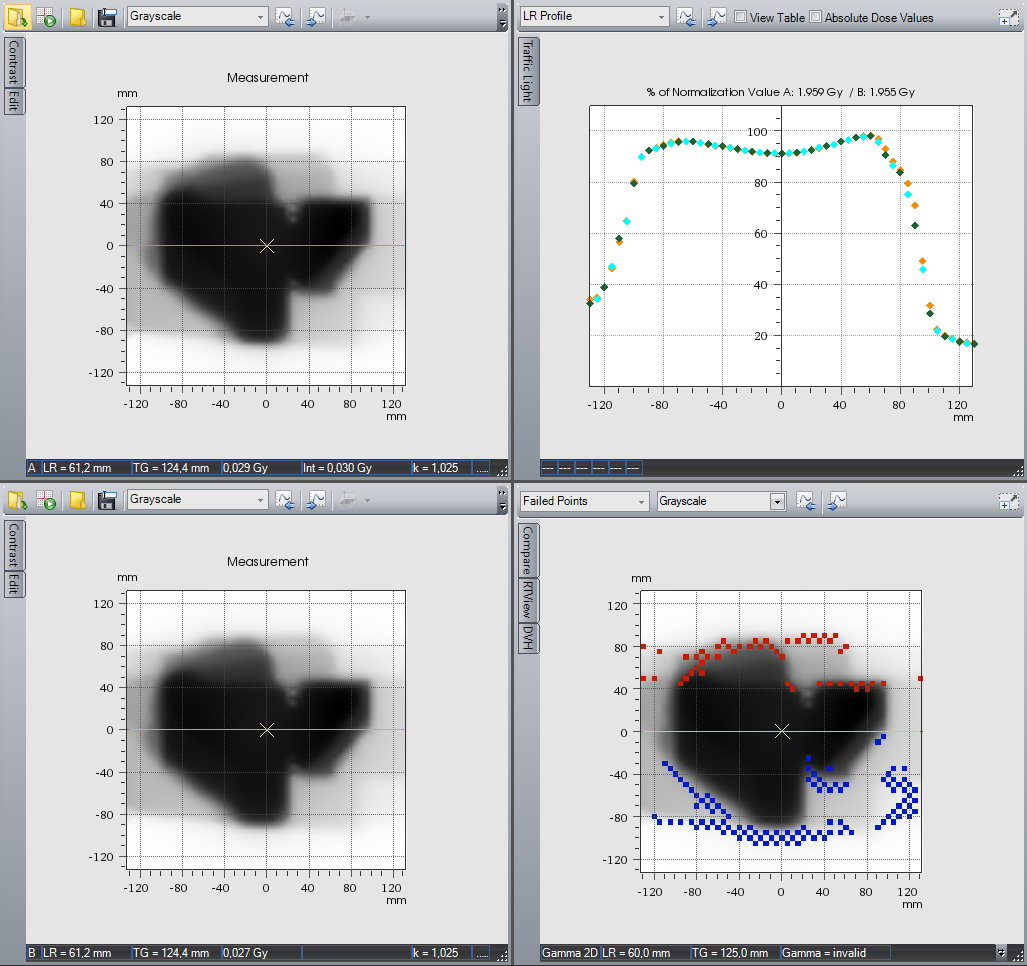 Grayscale
Contrast
Edit
Measurement
mm
120
80
40
0
-40
-80
-120
-120 -80 -40 0 40 80 120
mm
A LR = 61,2 mm TG = 124,4 mm 0,029 Gy Int = 0,030 Gy k = 1,025 .....
LR Profile View Table Absolute Dose Values
Traffic Light
% of Normalization Value A: 1.959 Gy / B: 1.955 Gy
100
80
60
40
20
-120 -80 -40 0 40 80 120
mm
--- --- --- --- --- ---
Grayscale
Contrast
Edit
Measurement
mm
120
80
40
0
-40
-80
-120
-120 -80 -40 0 40 80 120
mm
B LR = 61,2 mm TG = 124,4 mm 0,027 Gy k = 1,025 .....
Failed Points Grayscale
Compare
RTView
DVH
mm
120
80
40
0
-40
-80
-120
-120 -80 -40 0 40 80 120
mm
Gamma 2D LR = 60,0 mm TG = 125,0 mm Gamma = invalid